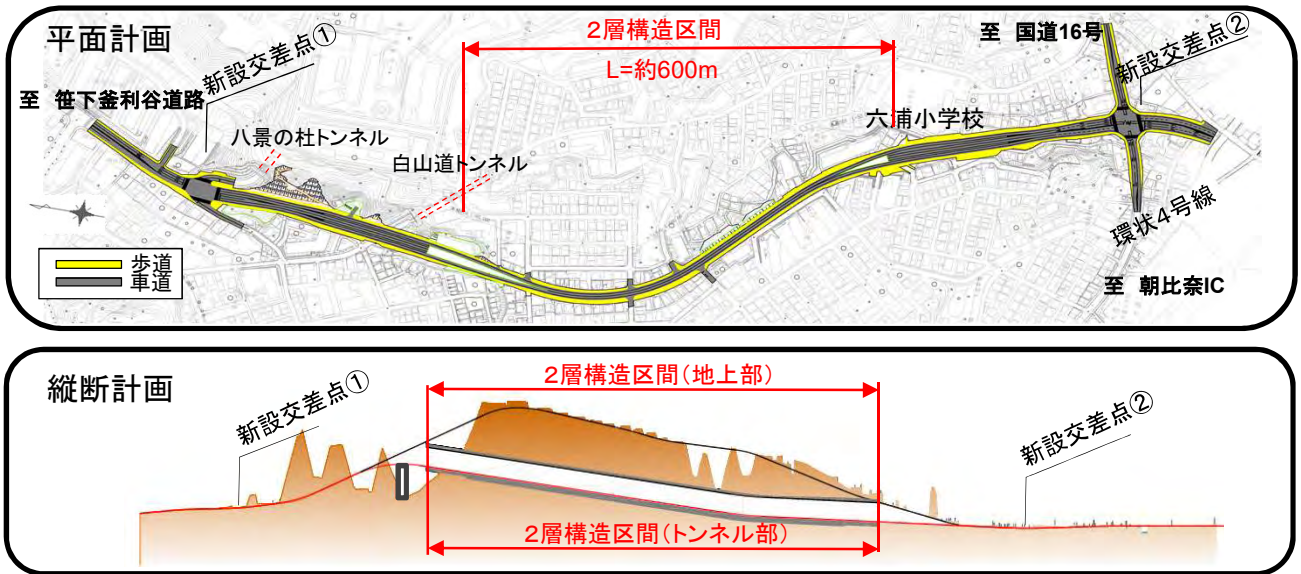 平面計画
2層構造区間
L=約600m
至 国道16号
新設交差点①
新設交差点②
至 笹下釜利谷道路
六浦小学校
八景の杜トンネル
白山道トンネル
環状4号線
歩道
車道
至 朝比奈IC
縦断計画
2層構造区間(地上部)
新設交差点①
新設交差点②
2層構造区間(トンネル部)